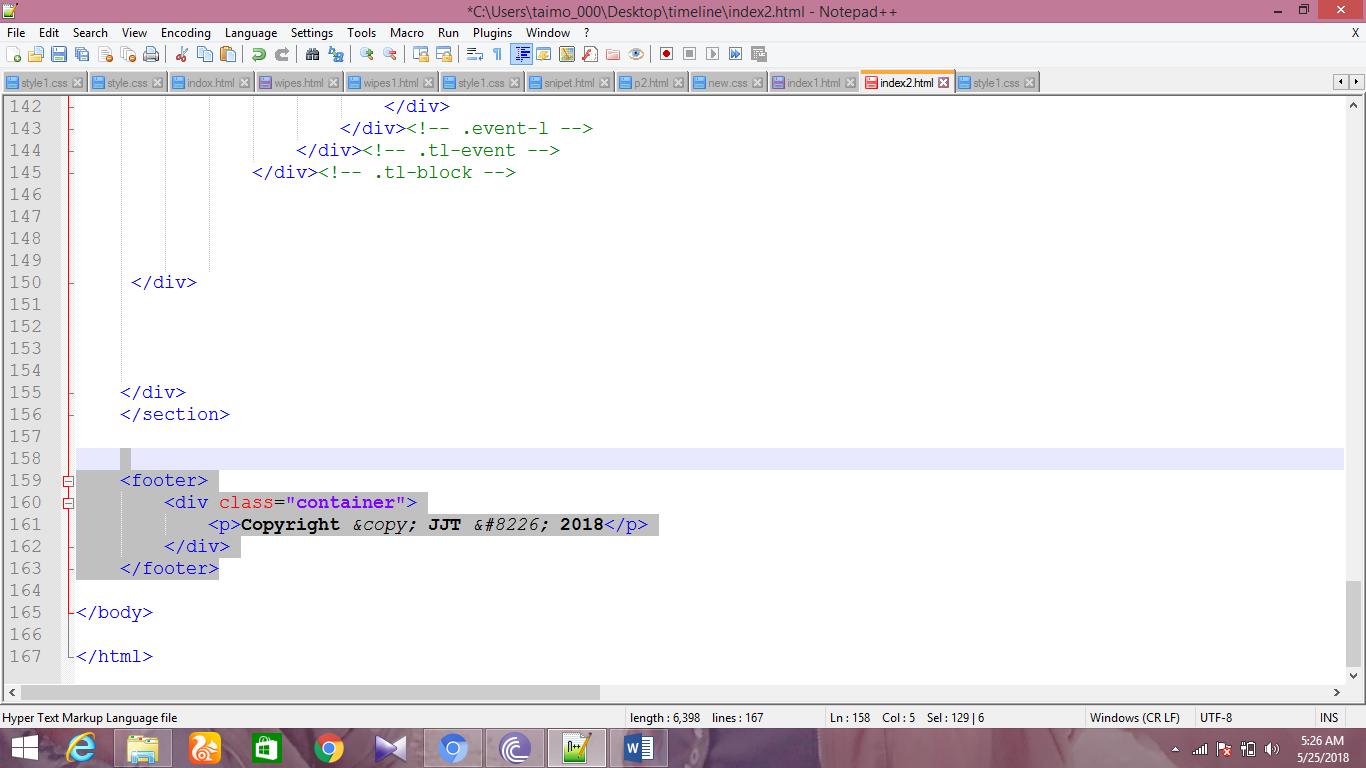 *C:\Users\taimo_000\Desktop\timeline\index2.html - Notepad++
File Edit Search View Encoding Language Settings Tools Macro Run Plugins Window ? X
style1.css style.css indox.html wipes.html wipes1.html style1.css snipet.html p2.html new.css index1.html index2.html style1.css
142 </div>
143 </div><!-- .event-l -->
144 </div><!-- .tl-event -->
145 </div><!-- .tl-block -->
146
147
148
149
150 </div>
151
152
153
154
155 </div>
156 </section>
157
158
159 <footer>
160 <div class="container">
161 <p>Copyright &copy; JJT &#8226; 2018</p>
162 </div>
163 </footer>
164
165 </body>
166
167 </html>
Hyper Text Markup Language file length : 6,398 lines : 167 Ln : 158 Col : 5 Sel : 129 | 6 Windows (CR LF) UTF-8 INS
5:26 AM
5/25/2018